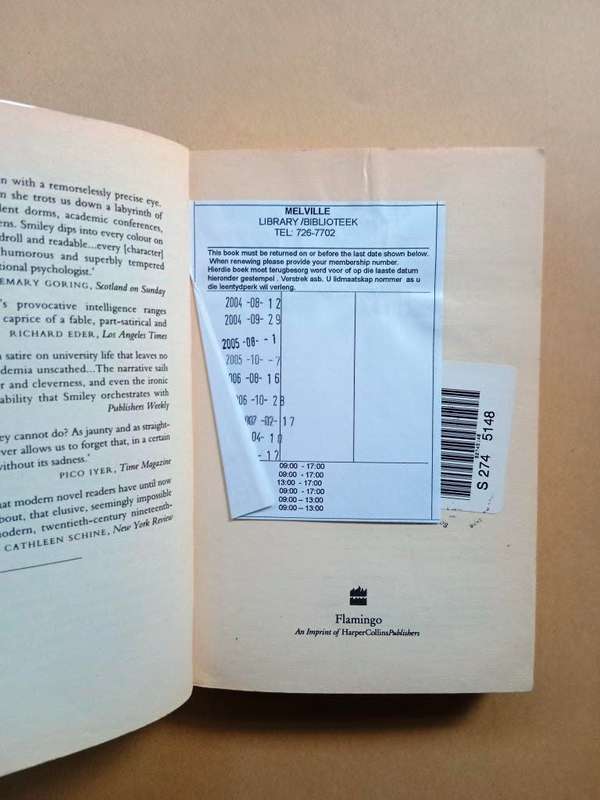 n with a remorselessly precise eye.
n she trots us down a labyrinth of
dent dorms, academic conferences,
ens. Smiley dips into every colour on
droll and readable...every [character]
humorous and superbly tempered
tional psychologist.'
EMARY GORING, Scotland on Sunday
's provocative intelligence ranges
caprice of a fable, part-satirical and
RICHARD EDER, Los Angeles Times
n satire on university life that leaves no
demia unscathed...The narrative sails
r and cleverness, and even the ironic
ability that Smiley orchestrates with
Publishers Weekly
ey cannot do? As jaunty and as straight-
ver allows us to forget that, in a certain
without its sadness.'
PICO IYER, Time Magazine
hat modern novel readers have until now
about, that elusive, seemingly impossible
modern, twentieth-century nineteenth-
CATHLEEN SCHINE, New York Review
MELVILLE
LIBRARY /BIBLIOTEEK
TEL: 726-7702
This book must be returned on or before the last date shown below.
When renewing please provide your membership number.
Hierdie boek moet terugbesorg word voor of op die laaste datum
hieronder gestempel . Verstrek asb. U lidmaatskap nommer as u
die leentydperk wil verleng.
2004 -08- 12
2004 -09- 29
2005 -08- -1
2005 -10- -7
006 -08- 16
06 -10- 28
007 -02- 17
04- 10
- 17
09:00 - 17:00
09:00 - 17:00
13:00 - 17:00
09:00 - 17:00
09:00 – 13:00
09:00 – 13:00
S 274 5148
Flamingo
An Imprint of HarperCollinsPublishers